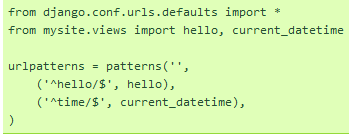 from django.conf.urls.defaults import *
from mysite.views import hello, current_datetime

urlpatterns = patterns('',
    ('^hello/$', hello),
    ('^time/$', current_datetime),
)